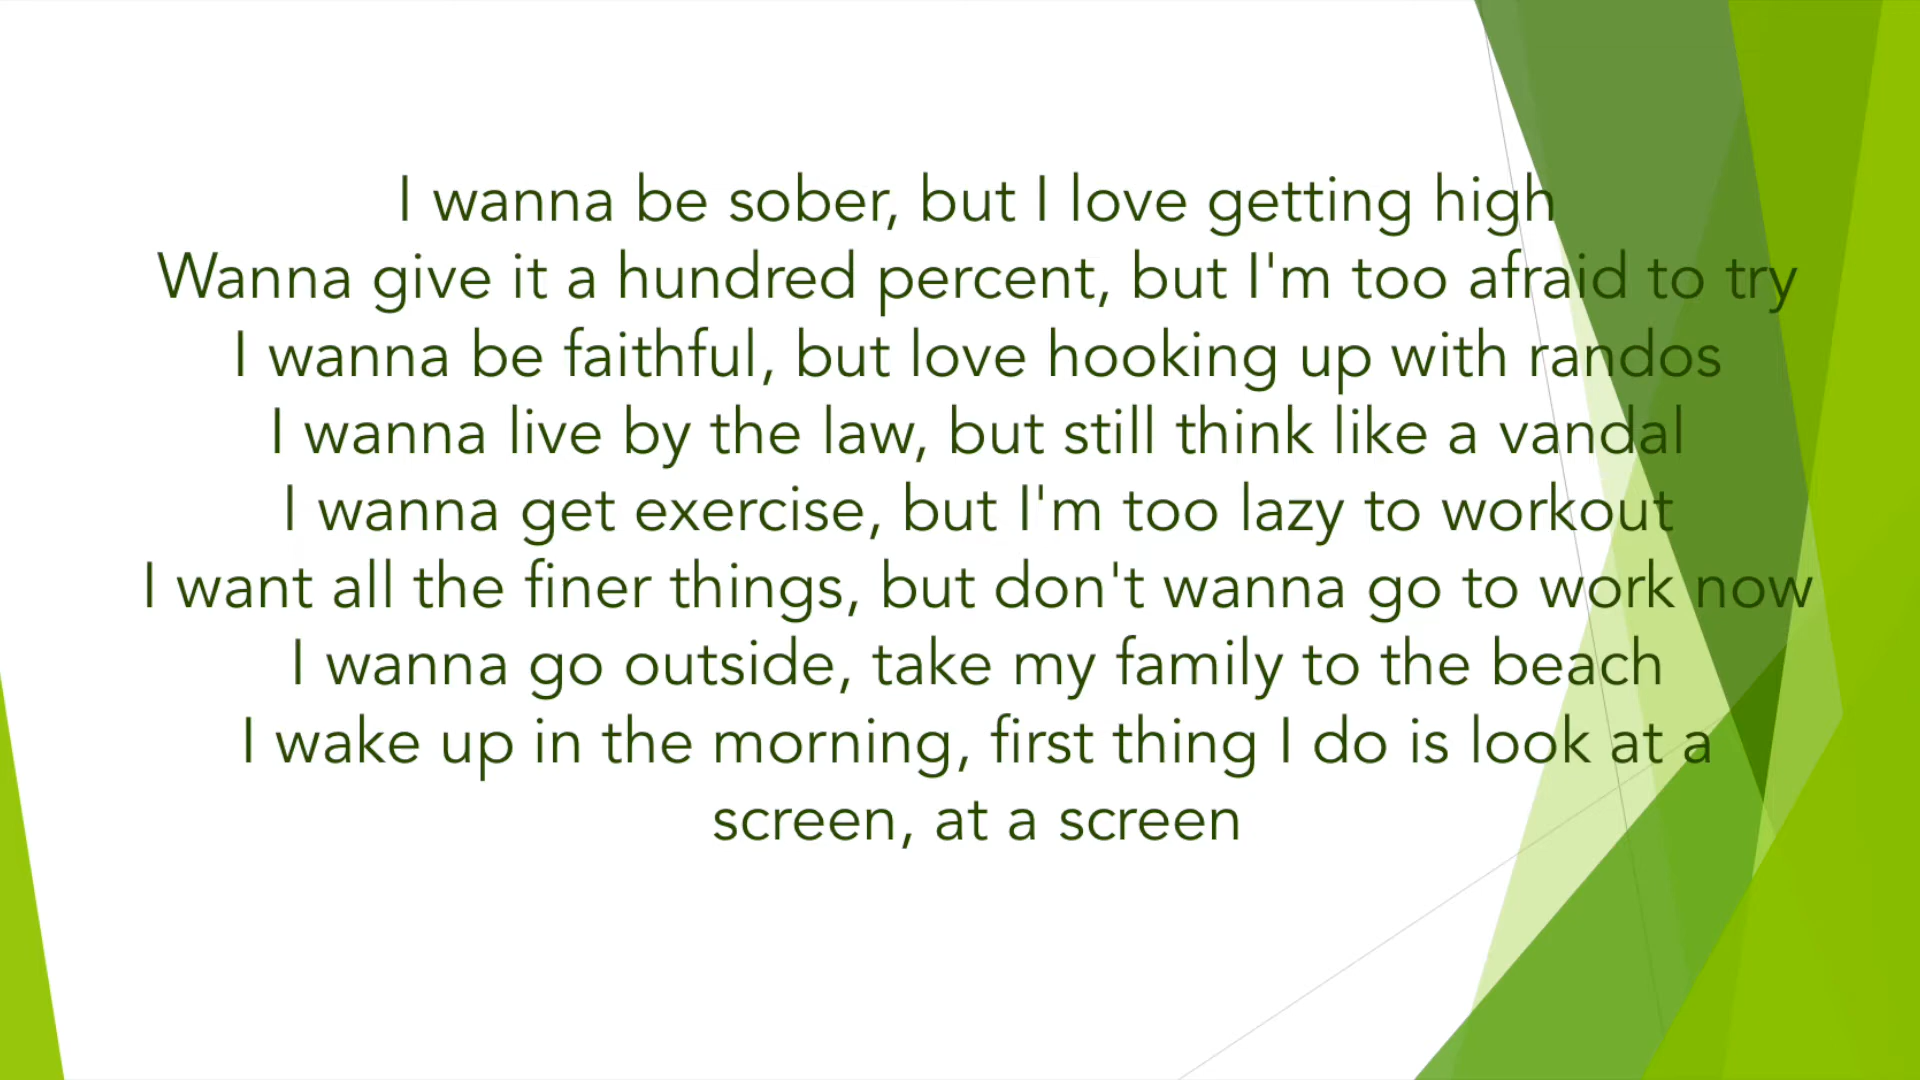 I wanna be sober, but I love getting high
Wanna give it a hundred percent, but I'm too afraid to try
I wanna be faithful, but love hooking up with randos
I wanna live by the law, but still think like a vandal
I wanna get exercise, but I'm too lazy to workout
I want all the finer things, but don't wanna go to work now
I wanna go outside, take my family to the beach
I wake up in the morning, first thing I do is look at a
screen, at a screen